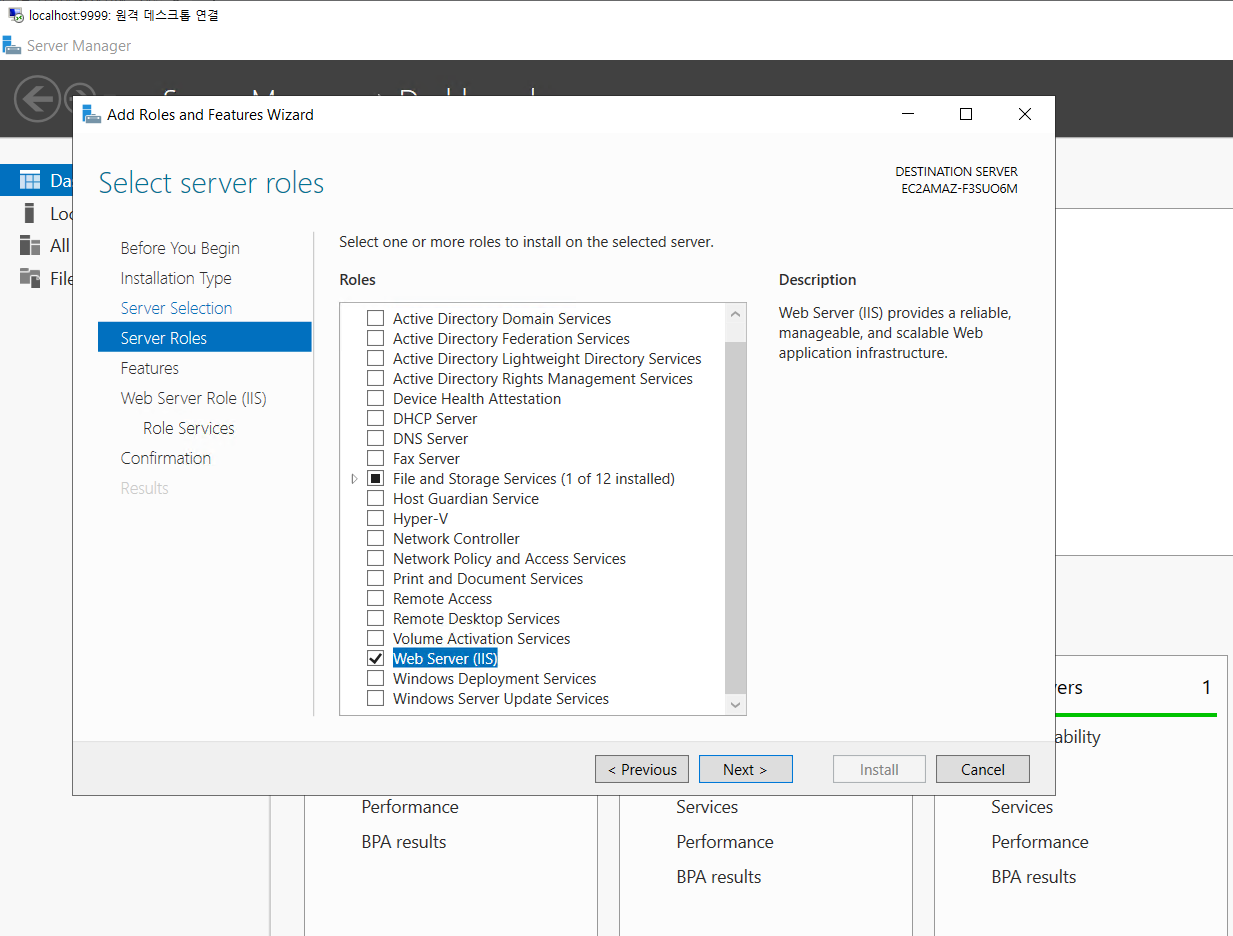 localhost:9999: 원격 데스크톱 연결
Server Manager
Add Roles and Features Wizard
Select server roles
DESTINATION SERVER
EC2AMAZ-F3SUO6M
Before You Begin
Installation Type
Server Selection
Server Roles
Features
Web Server Role (IIS)
Role Services
Confirmation
Results
Select one or more roles to install on the selected server.
Roles
Active Directory Domain Services
Active Directory Federation Services
Active Directory Lightweight Directory Services
Active Directory Rights Management Services
Device Health Attestation
DHCP Server
DNS Server
Fax Server
File and Storage Services (1 of 12 installed)
Host Guardian Service
Hyper-V
Network Controller
Network Policy and Access Services
Print and Document Services
Remote Access
Remote Desktop Services
Volume Activation Services
Web Server (IIS)
Windows Deployment Services
Windows Server Update Services
Description
Web Server (IIS) provides a reliable,
manageable, and scalable Web
application infrastructure.
< Previous
Next >
Install
Cancel
Da
Loc
All
File
vers 1
ability
Performance
BPA results
Services
Performance
BPA results
Services
Performance
BPA results